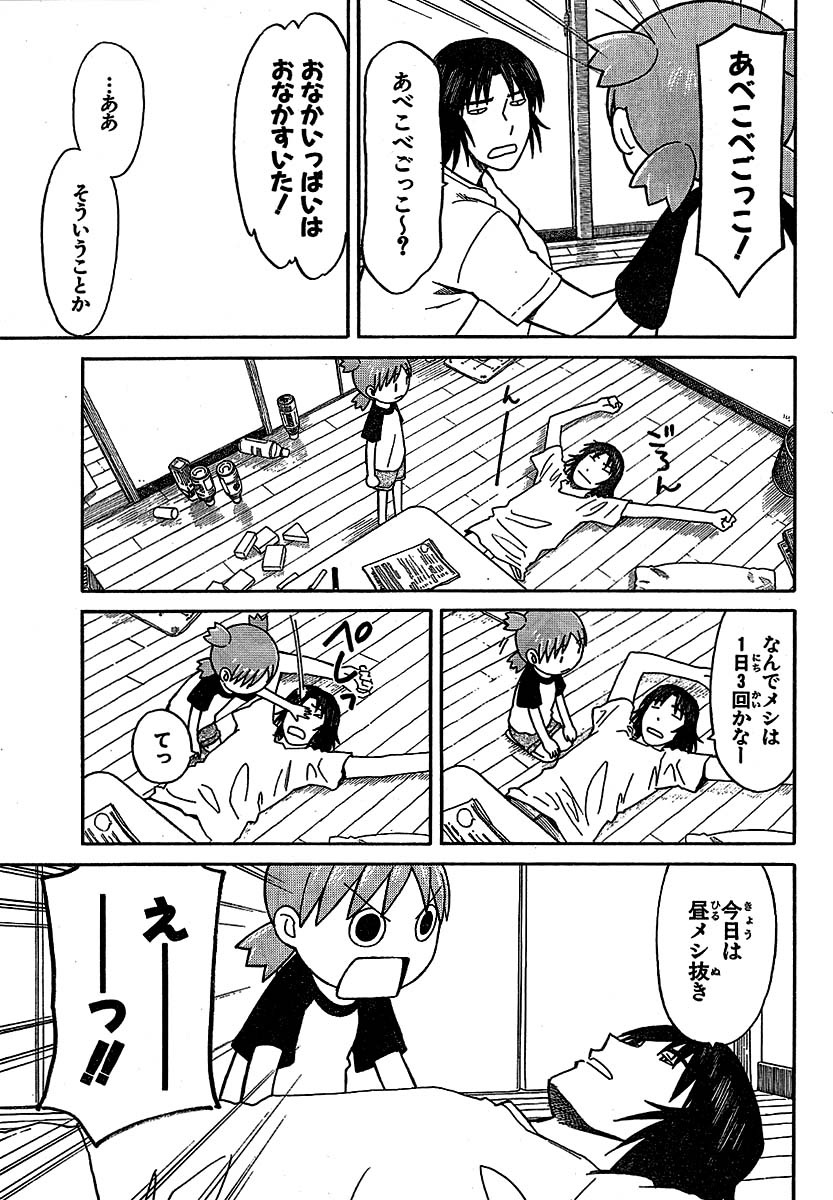 あべこべごっこ!
あべこべごっこ〜?
おなかいっぱいは
おなかすいた!
…ああ
そういうことか
ごろん
んーー
なんでメシは
1日3回かなー
ぺしっ
てっ
今日は
昼メシ抜き
えーーっ!!